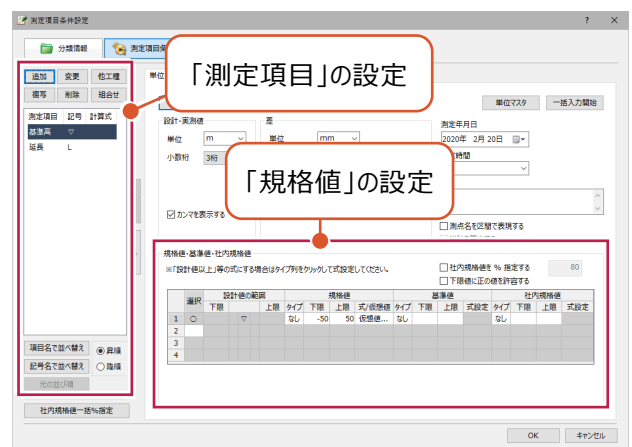 測定項目条件設定
? ×
分類情報
測定項目条
「測定項目」の設定
追加 変更 他工種
複写 削除 組合せ
単位マスタ 一括入力開始
測定項目 記号 計算式
基準高 ▽
延長 L
設計・実測値
単位 m
小数桁 3桁
☑カンマを表示する
差
単位 mm
測定年月日
2020年 2月 20日
「規格値」の設定
□測点名を区間で表現する
規格値・基準値・社内規格値
※「設計値以上」等の式にする場合はタイプ列をクリックして式設定してください。
□社内規格値を % 指定する 80
□下限値に正の値を許容する
選択 設計値の範囲 規格値 基準値 社内規格値
下限 上限 タイプ 下限 上限 式/仮想値 タイプ 下限 上限 式設定 タイプ 下限 上限 式設定
1 ○ ▽ なし -50 50 仮想値... なし なし
2
3
4
項目名で並べ替え ◉昇順
記号名で並べ替え ○降順
元の並び順
社内規格値一括%指定
OK キャンセル